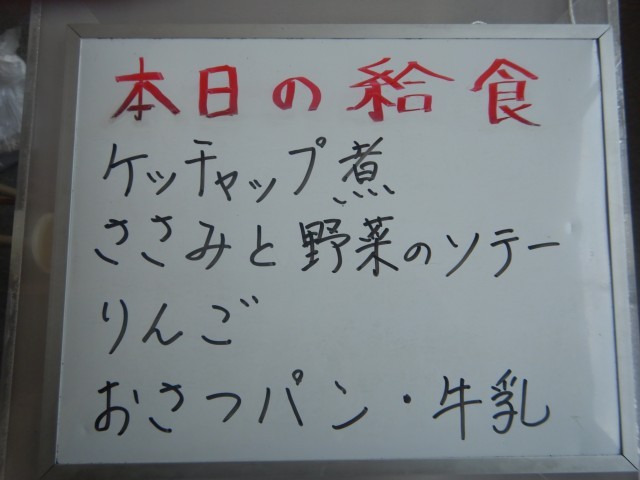 本日の給食
ケッチャップ煮
ささみと野菜のソテー
りんご
おさつパン・牛乳